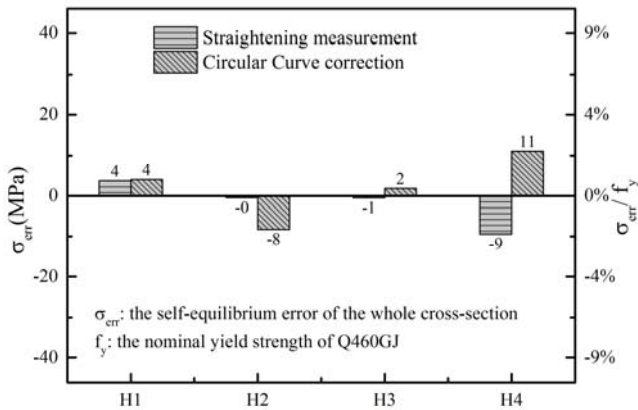 40
20
0
-20
-40
σerr(MPa)
Straightening measurement
Circular Curve correction
4
4
-0
-8
-1
2
-9
11
σerr: the self-equilibrium error of the whole cross-section
fy: the nominal yield strength of Q460GJ
9%
4%
0%
-4%
-9%
σerr/ fy
H1
H2
H3
H4